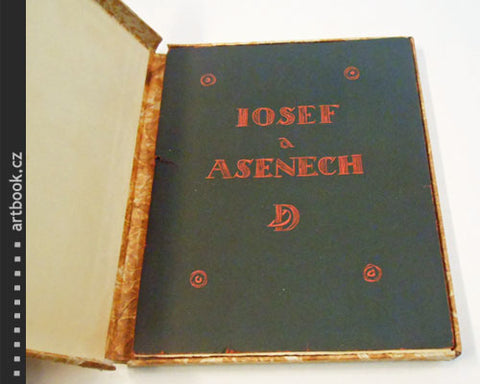 IOSEF
a
ASENECH
D
artbook.cz